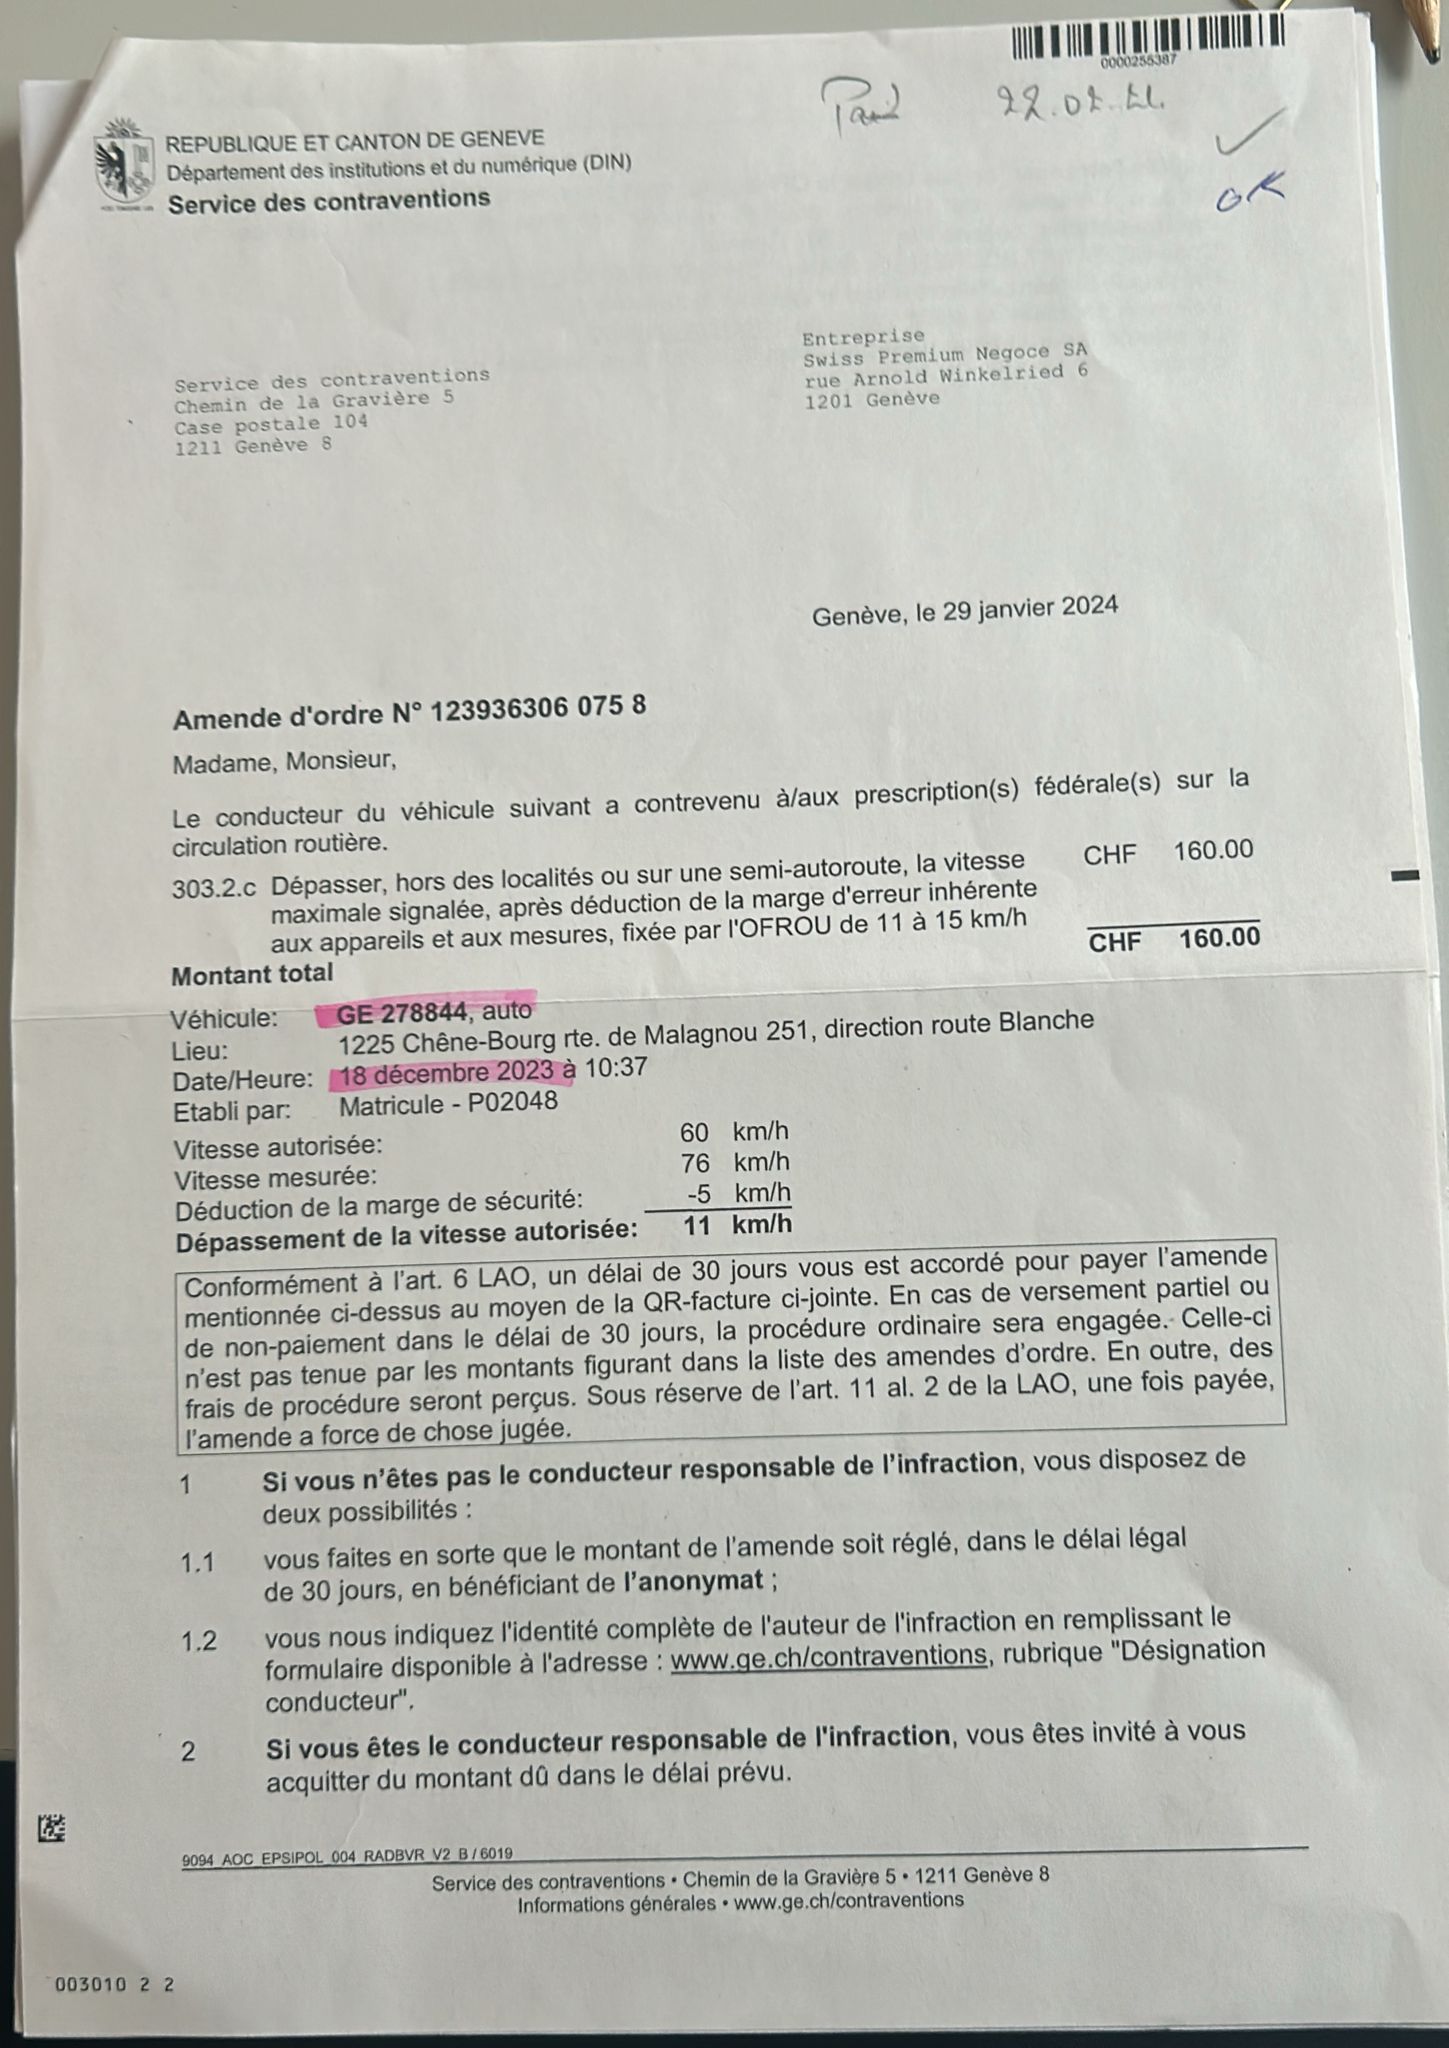 0000255387
Paid 22.02.24.
OK
REPUBLIQUE ET CANTON DE GENEVE
Département des institutions et du numérique (DIN)
Service des contraventions
Entreprise
Swiss Premium Negoce SA
rue Arnold Winkelried 6
1201 Genève
Service des contraventions
Chemin de la Gravière 5
Case postale 104
1211 Genève 8
Genève, le 29 janvier 2024
Amende d'ordre N° 123936306 075 8
Madame, Monsieur,
Le conducteur du véhicule suivant a contrevenu à/aux prescription(s) fédérale(s) sur la
circulation routière.
303.2.c Dépasser, hors des localités ou sur une semi-autoroute, la vitesse CHF 160.00
maximale signalée, après déduction de la marge d'erreur inhérente
aux appareils et aux mesures, fixée par l'OFROU de 11 à 15 km/h
Montant total CHF 160.00
Véhicule: GE 278844, auto
Lieu: 1225 Chêne-Bourg rte. de Malagnou 251, direction route Blanche
Date/Heure: 18 décembre 2023 à 10:37
Etabli par: Matricule - P02048
Vitesse autorisée: 60 km/h
Vitesse mesurée: 76 km/h
Déduction de la marge de sécurité: -5 km/h
Dépassement de la vitesse autorisée: 11 km/h
Conformément à l'art. 6 LAO, un délai de 30 jours vous est accordé pour payer l'amende
mentionnée ci-dessus au moyen de la QR-facture ci-jointe. En cas de versement partiel ou
de non-paiement dans le délai de 30 jours, la procédure ordinaire sera engagée. Celle-ci
n'est pas tenue par les montants figurant dans la liste des amendes d'ordre. En outre, des
frais de procédure seront perçus. Sous réserve de l'art. 11 al. 2 de la LAO, une fois payée,
l'amende a force de chose jugée.
1 Si vous n'êtes pas le conducteur responsable de l'infraction, vous disposez de
deux possibilités :
1.1 vous faites en sorte que le montant de l'amende soit réglé, dans le délai légal
de 30 jours, en bénéficiant de l'anonymat ;
1.2 vous nous indiquez l'identité complète de l'auteur de l'infraction en remplissant le
formulaire disponible à l'adresse : www.ge.ch/contraventions, rubrique "Désignation
conducteur".
2 Si vous êtes le conducteur responsable de l'infraction, vous êtes invité à vous
acquitter du montant dû dans le délai prévu.
9094_AOC_EPSIPOL_004_RADBVR_V2_B / 6019
Service des contraventions • Chemin de la Gravière 5 • 1211 Genève 8
Informations générales • www.ge.ch/contraventions
003010 2 2